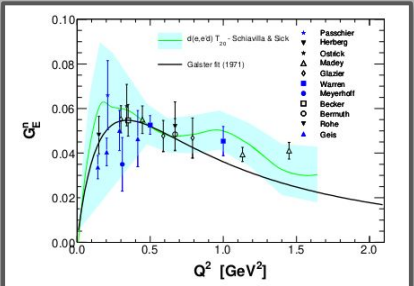 0.10
0.08
0.06
0.04
0.02
0.00
G_E^n
d(e,e'd) T_20 - Schiavilla & Sick
Galster fit (1971)
Passchier
Herberg
Ostrick
Madey
Glazier
Warren
Meyerhoff
Becker
Bermuth
Rohe
Geis
0.0 0.5 1.0 1.5 2.0
Q² [GeV²]